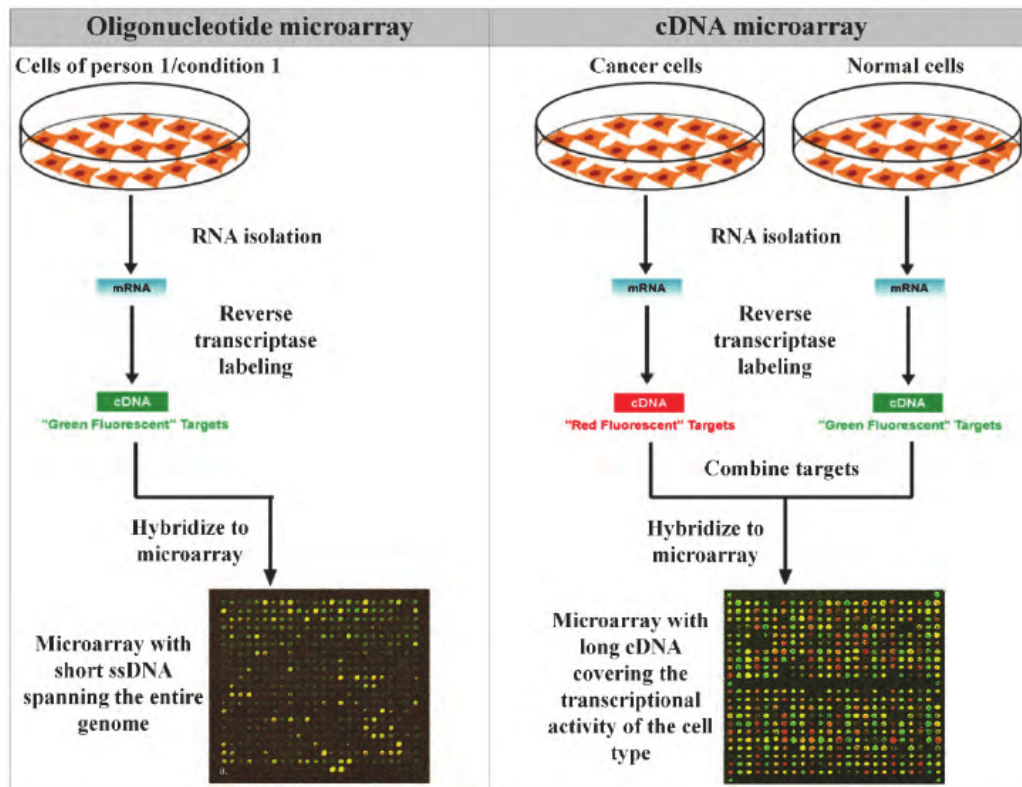 Oligonucleotide microarray
Cells of person 1/condition 1
RNA isolation
mRNA
Reverse
transcriptase
labeling
cDNA
"Green Fluorescent" Targets
Hybridize to
microarray
Microarray with
short ssDNA
spanning the entire
genome
cDNA microarray
Cancer cells
Normal cells
RNA isolation
mRNA
mRNA
Reverse
transcriptase
labeling
cDNA
cDNA
"Red Fluorescent" Targets
"Green Fluorescent" Targets
Combine targets
Hybridize to
microarray
Microarray with
long cDNA
covering the
transcriptional
activity of the cell
type